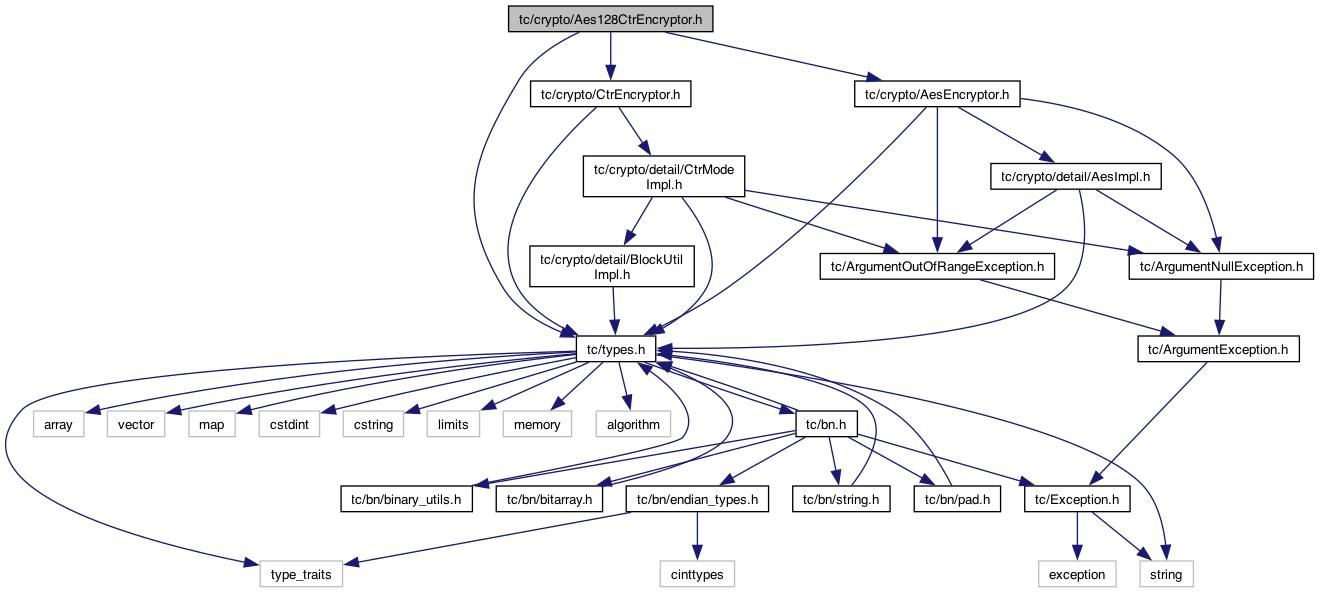 tc/crypto/Aes128CtrEncryptor.h
tc/crypto/CtrEncryptor.h
tc/crypto/AesEncryptor.h
tc/crypto/detail/CtrMode
Impl.h
tc/crypto/detail/AesImpl.h
tc/crypto/detail/BlockUtil
Impl.h
tc/ArgumentOutOfRangeException.h
tc/ArgumentNullException.h
tc/types.h
tc/ArgumentException.h
array
vector
map
cstdint
cstring
limits
memory
algorithm
tc/bn.h
tc/bn/binary_utils.h
tc/bn/bitarray.h
tc/bn/endian_types.h
tc/bn/string.h
tc/bn/pad.h
tc/Exception.h
type_traits
cinttypes
exception
string